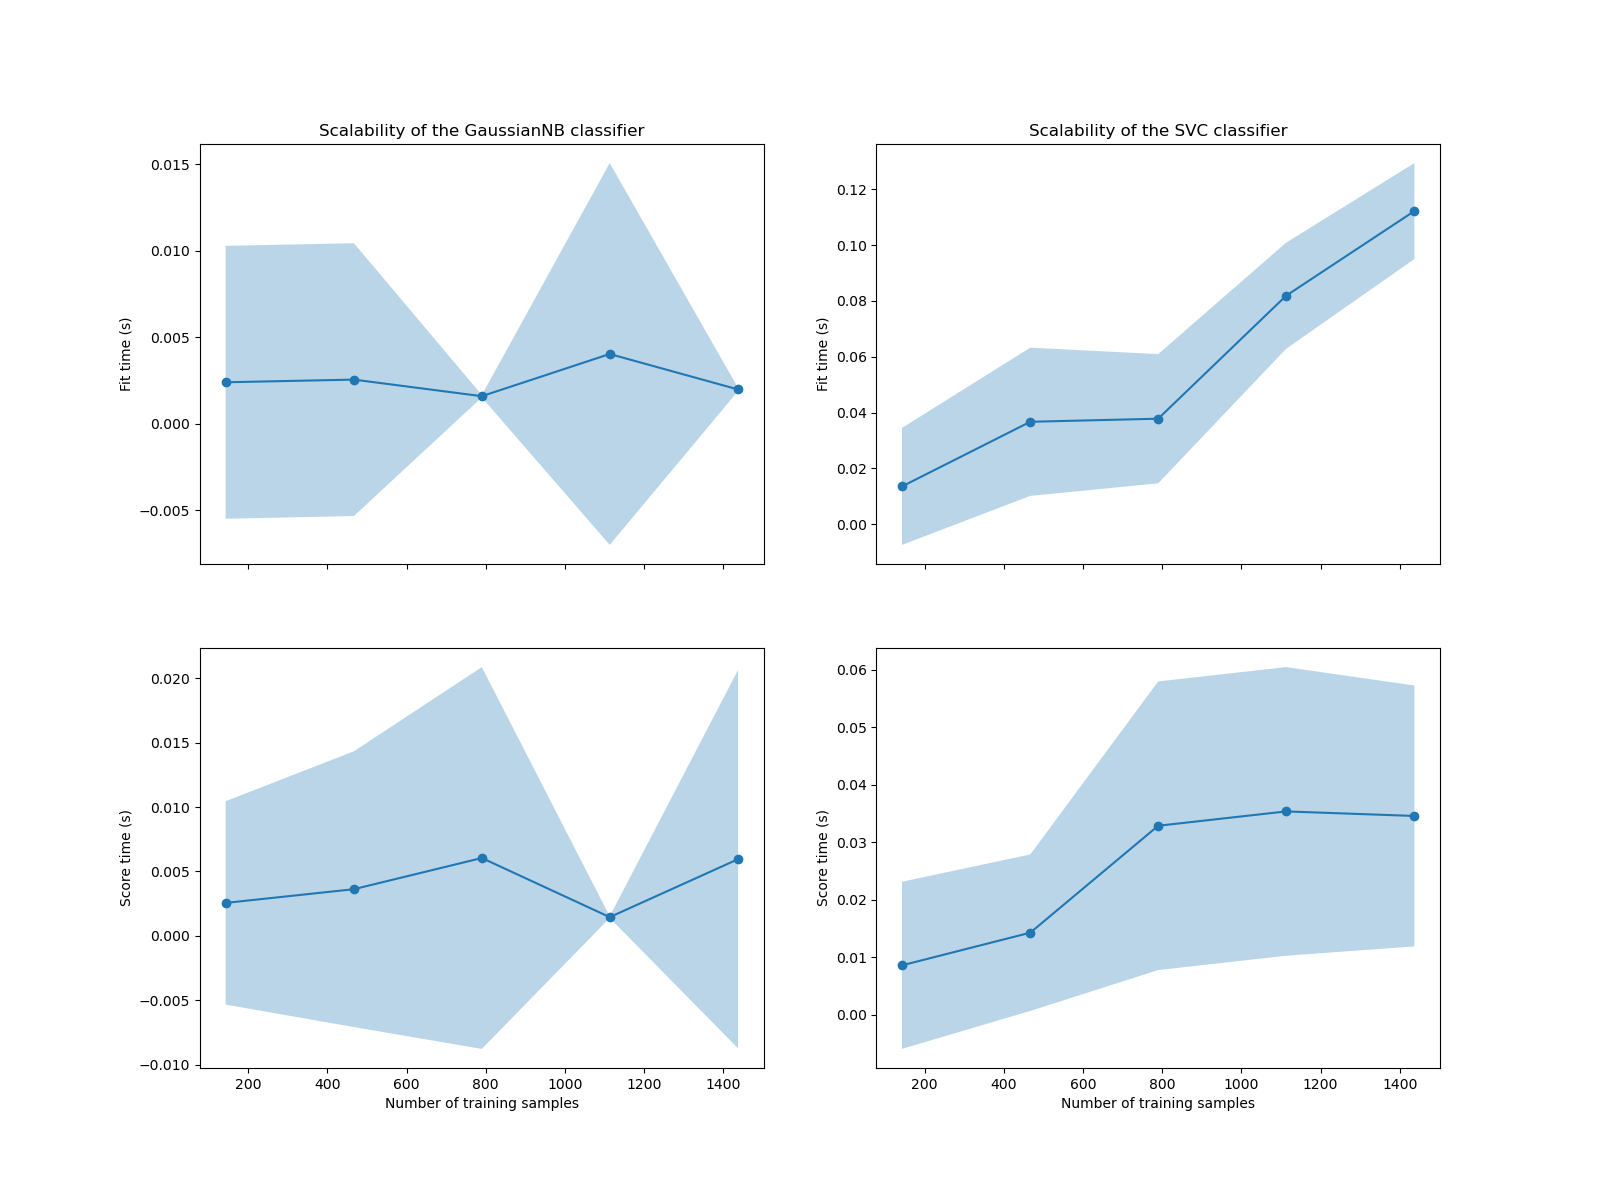 Scalability of the GaussianNB classifier
0.015
0.010
0.005
0.000
−0.005
Fit time (s)
Scalability of the SVC classifier
0.12
0.10
0.08
0.06
0.04
0.02
0.00
Fit time (s)
0.020
0.015
0.010
0.005
0.000
−0.005
−0.010
Score time (s)
200 400 600 800 1000 1200 1400
Number of training samples
0.06
0.05
0.04
0.03
0.02
0.01
0.00
Score time (s)
200 400 600 800 1000 1200 1400
Number of training samples